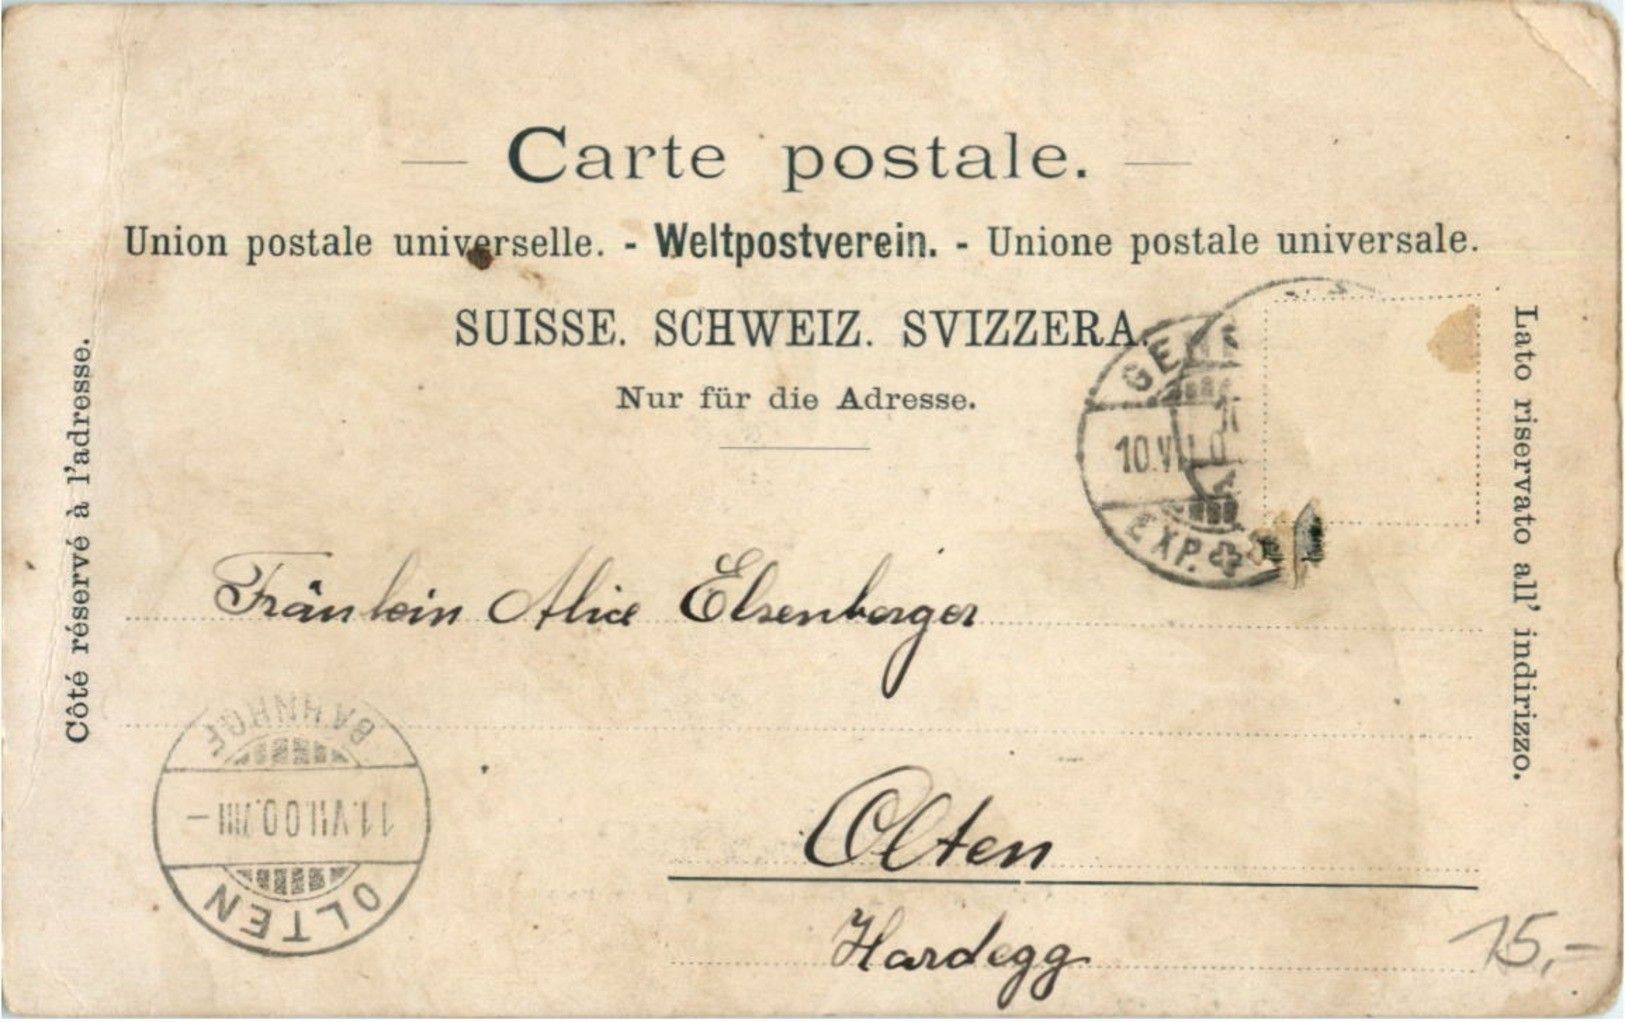 Carte postale.
Union postale universelle. - Weltpostverein. - Unione postale universale.
SUISSE. SCHWEIZ. SVIZZERA.
Nur für die Adresse.
Côté réservé à l'adresse.
Lato riservato all' indirizzo.
10.VII
EXP.
Fräulein Alice Elsenberger
BAHNHOF
11.VII.00.VIII-
OLTEN
Olten
Hardegg
15,-